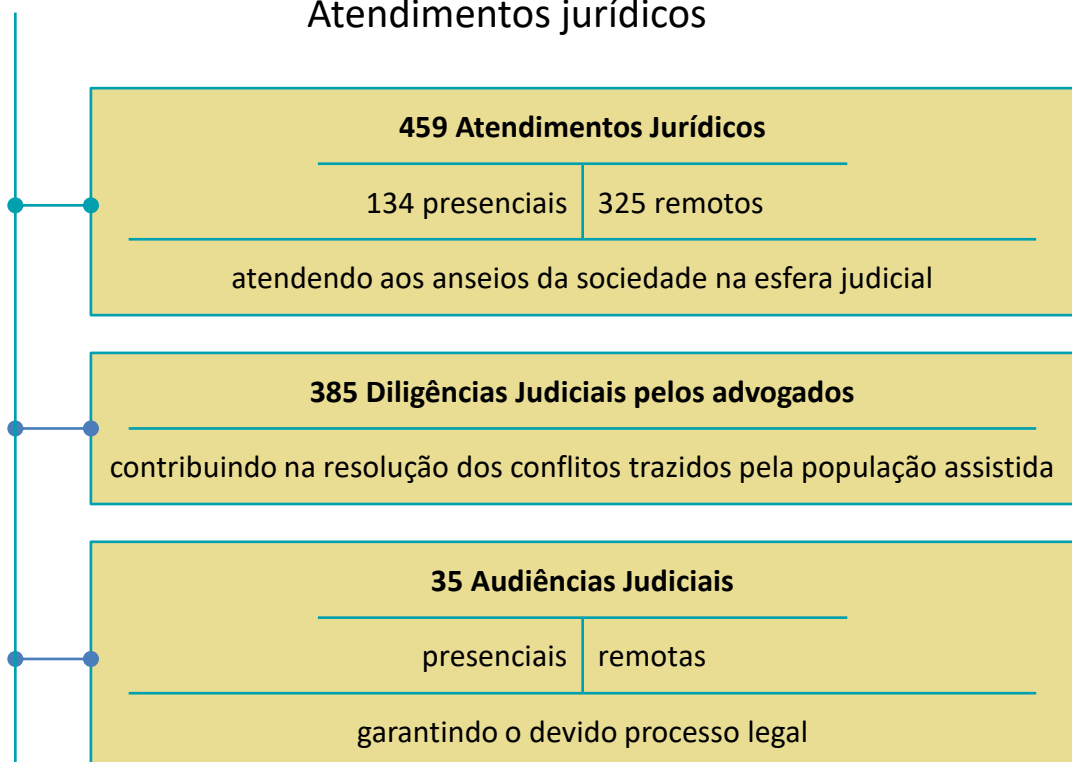 Atendimentos jurídicos
459 Atendimentos Jurídicos
134 presenciais 325 remotos
atendendo aos anseios da sociedade na esfera judicial
385 Diligências Judiciais pelos advogados
contribuindo na resolução dos conflitos trazidos pela população assistida
35 Audiências Judiciais
presenciais remotas
garantindo o devido processo legal